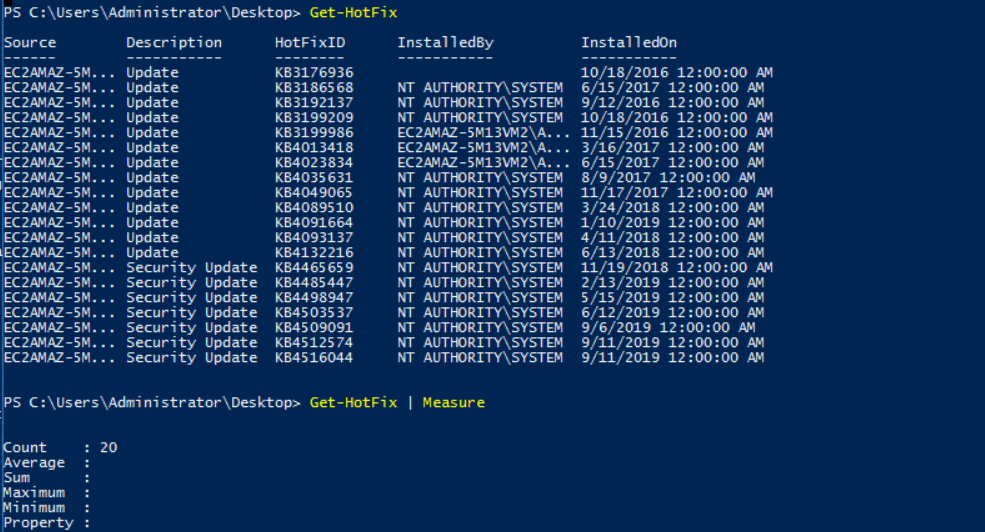 PS C:\Users\Administrator\Desktop> Get-HotFix
Source Description HotFixID InstalledBy InstalledOn
------ ----------- -------- ----------- -----------
EC2AMAZ-5M... Update KB3176936 10/18/2016 12:00:00 AM
EC2AMAZ-5M... Update KB3186568 NT AUTHORITY\SYSTEM 6/15/2017 12:00:00 AM
EC2AMAZ-5M... Update KB3192137 NT AUTHORITY\SYSTEM 9/12/2016 12:00:00 AM
EC2AMAZ-5M... Update KB3199209 NT AUTHORITY\SYSTEM 10/18/2016 12:00:00 AM
EC2AMAZ-5M... Update KB3199986 EC2AMAZ-5M13VM2\A... 11/15/2016 12:00:00 AM
EC2AMAZ-5M... Update KB4013418 EC2AMAZ-5M13VM2\A... 3/16/2017 12:00:00 AM
EC2AMAZ-5M... Update KB4023834 EC2AMAZ-5M13VM2\A... 6/15/2017 12:00:00 AM
EC2AMAZ-5M... Update KB4035631 NT AUTHORITY\SYSTEM 8/9/2017 12:00:00 AM
EC2AMAZ-5M... Update KB4049065 NT AUTHORITY\SYSTEM 11/17/2017 12:00:00 AM
EC2AMAZ-5M... Update KB4089510 NT AUTHORITY\SYSTEM 3/24/2018 12:00:00 AM
EC2AMAZ-5M... Update KB4091664 NT AUTHORITY\SYSTEM 1/10/2019 12:00:00 AM
EC2AMAZ-5M... Update KB4093137 NT AUTHORITY\SYSTEM 4/11/2018 12:00:00 AM
EC2AMAZ-5M... Update KB4132216 NT AUTHORITY\SYSTEM 6/13/2018 12:00:00 AM
EC2AMAZ-5M... Security Update KB4465659 NT AUTHORITY\SYSTEM 11/19/2018 12:00:00 AM
EC2AMAZ-5M... Security Update KB4485447 NT AUTHORITY\SYSTEM 2/13/2019 12:00:00 AM
EC2AMAZ-5M... Security Update KB4498947 NT AUTHORITY\SYSTEM 5/15/2019 12:00:00 AM
EC2AMAZ-5M... Security Update KB4503537 NT AUTHORITY\SYSTEM 6/12/2019 12:00:00 AM
EC2AMAZ-5M... Security Update KB4509091 NT AUTHORITY\SYSTEM 9/6/2019 12:00:00 AM
EC2AMAZ-5M... Security Update KB4512574 NT AUTHORITY\SYSTEM 9/11/2019 12:00:00 AM
EC2AMAZ-5M... Security Update KB4516044 NT AUTHORITY\SYSTEM 9/11/2019 12:00:00 AM
PS C:\Users\Administrator\Desktop> Get-HotFix | Measure
Count : 20
Average :
Sum :
Maximum :
Minimum :
Property :